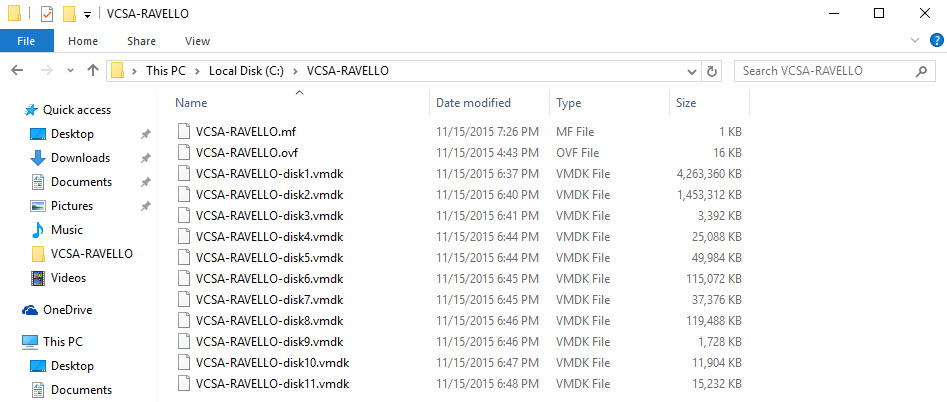 VCSA-RAVELLO
File Home Share View
This PC Local Disk (C:) VCSA-RAVELLO Search VCSA-RAVELLO
Name Date modified Type Size
Quick access
Desktop
Downloads
Documents
Pictures
Music
VCSA-RAVELLO
Videos
OneDrive
This PC
Desktop
Documents
VCSA-RAVELLO.mf 11/15/2015 7:26 PM MF File 1 KB
VCSA-RAVELLO.ovf 11/15/2015 4:43 PM OVF File 16 KB
VCSA-RAVELLO-disk1.vmdk 11/15/2015 6:37 PM VMDK File 4,263,360 KB
VCSA-RAVELLO-disk2.vmdk 11/15/2015 6:40 PM VMDK File 1,453,312 KB
VCSA-RAVELLO-disk3.vmdk 11/15/2015 6:41 PM VMDK File 3,392 KB
VCSA-RAVELLO-disk4.vmdk 11/15/2015 6:44 PM VMDK File 25,088 KB
VCSA-RAVELLO-disk5.vmdk 11/15/2015 6:44 PM VMDK File 49,984 KB
VCSA-RAVELLO-disk6.vmdk 11/15/2015 6:45 PM VMDK File 115,072 KB
VCSA-RAVELLO-disk7.vmdk 11/15/2015 6:45 PM VMDK File 37,376 KB
VCSA-RAVELLO-disk8.vmdk 11/15/2015 6:46 PM VMDK File 119,488 KB
VCSA-RAVELLO-disk9.vmdk 11/15/2015 6:46 PM VMDK File 1,728 KB
VCSA-RAVELLO-disk10.vmdk 11/15/2015 6:47 PM VMDK File 11,904 KB
VCSA-RAVELLO-disk11.vmdk 11/15/2015 6:48 PM VMDK File 15,232 KB